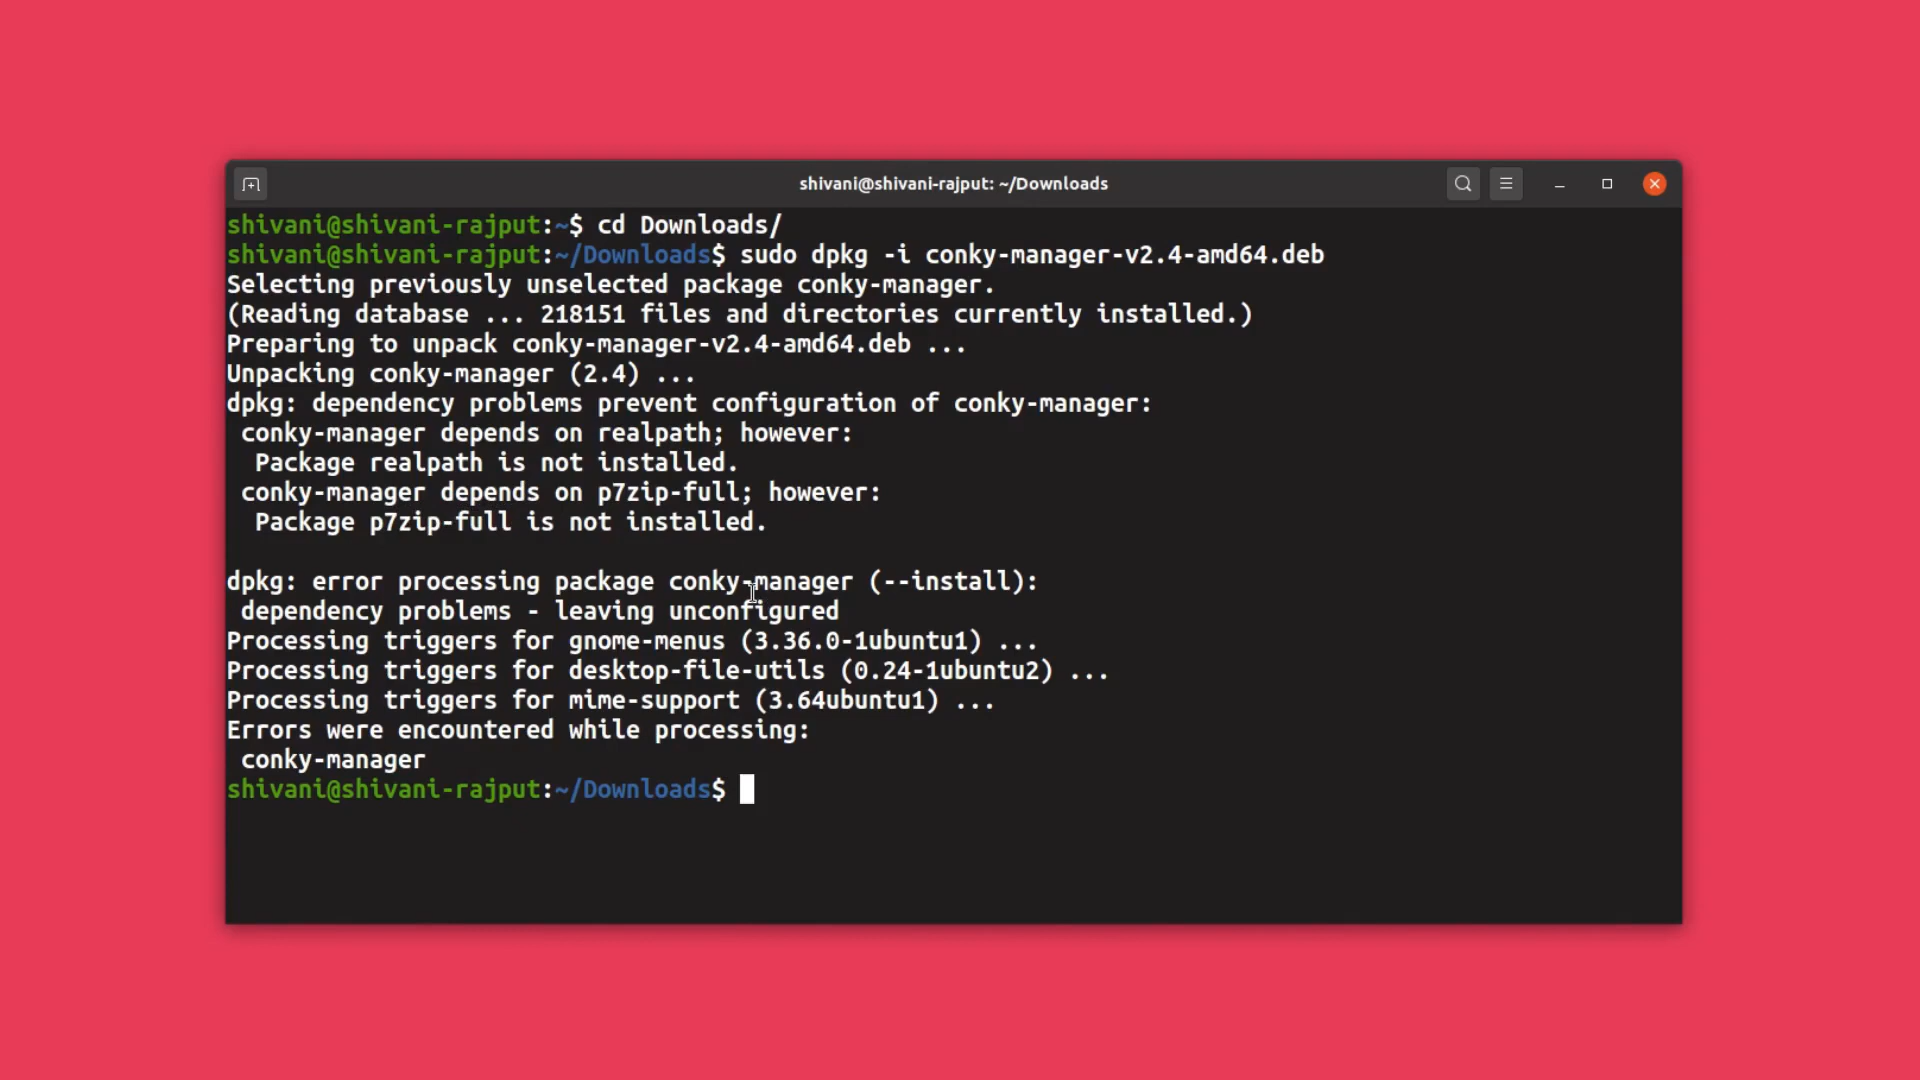 shivani@shivani-rajput: ~/Downloads
shivani@shivani-rajput:~$ cd Downloads/
shivani@shivani-rajput:~/Downloads$ sudo dpkg -i conky-manager-v2.4-amd64.deb
Selecting previously unselected package conky-manager.
(Reading database ... 218151 files and directories currently installed.)
Preparing to unpack conky-manager-v2.4-amd64.deb ...
Unpacking conky-manager (2.4) ...
dpkg: dependency problems prevent configuration of conky-manager:
 conky-manager depends on realpath; however:
  Package realpath is not installed.
 conky-manager depends on p7zip-full; however:
  Package p7zip-full is not installed.

dpkg: error processing package conky-manager (--install):
 dependency problems - leaving unconfigured
Processing triggers for gnome-menus (3.36.0-1ubuntu1) ...
Processing triggers for desktop-file-utils (0.24-1ubuntu2) ...
Processing triggers for mime-support (3.64ubuntu1) ...
Errors were encountered while processing:
 conky-manager
shivani@shivani-rajput:~/Downloads$